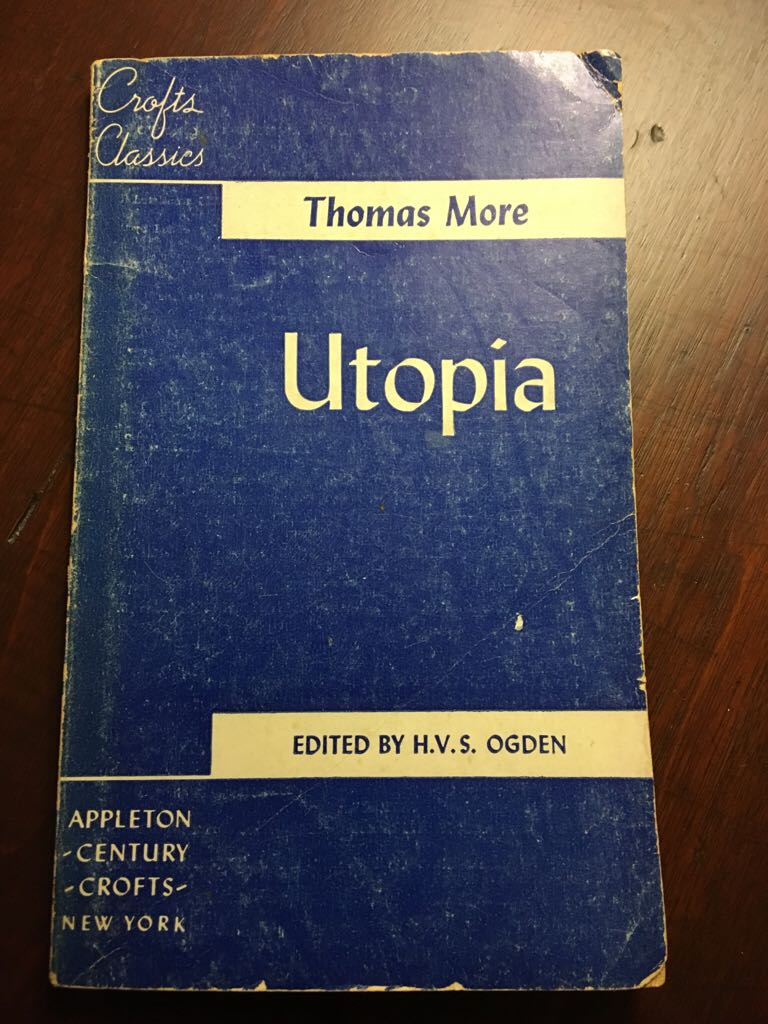 Crofts
Classics
Thomas More
Utopia
EDITED BY H.V.S. OGDEN
APPLETON
-CENTURY
-CROFTS-
NEW YORK